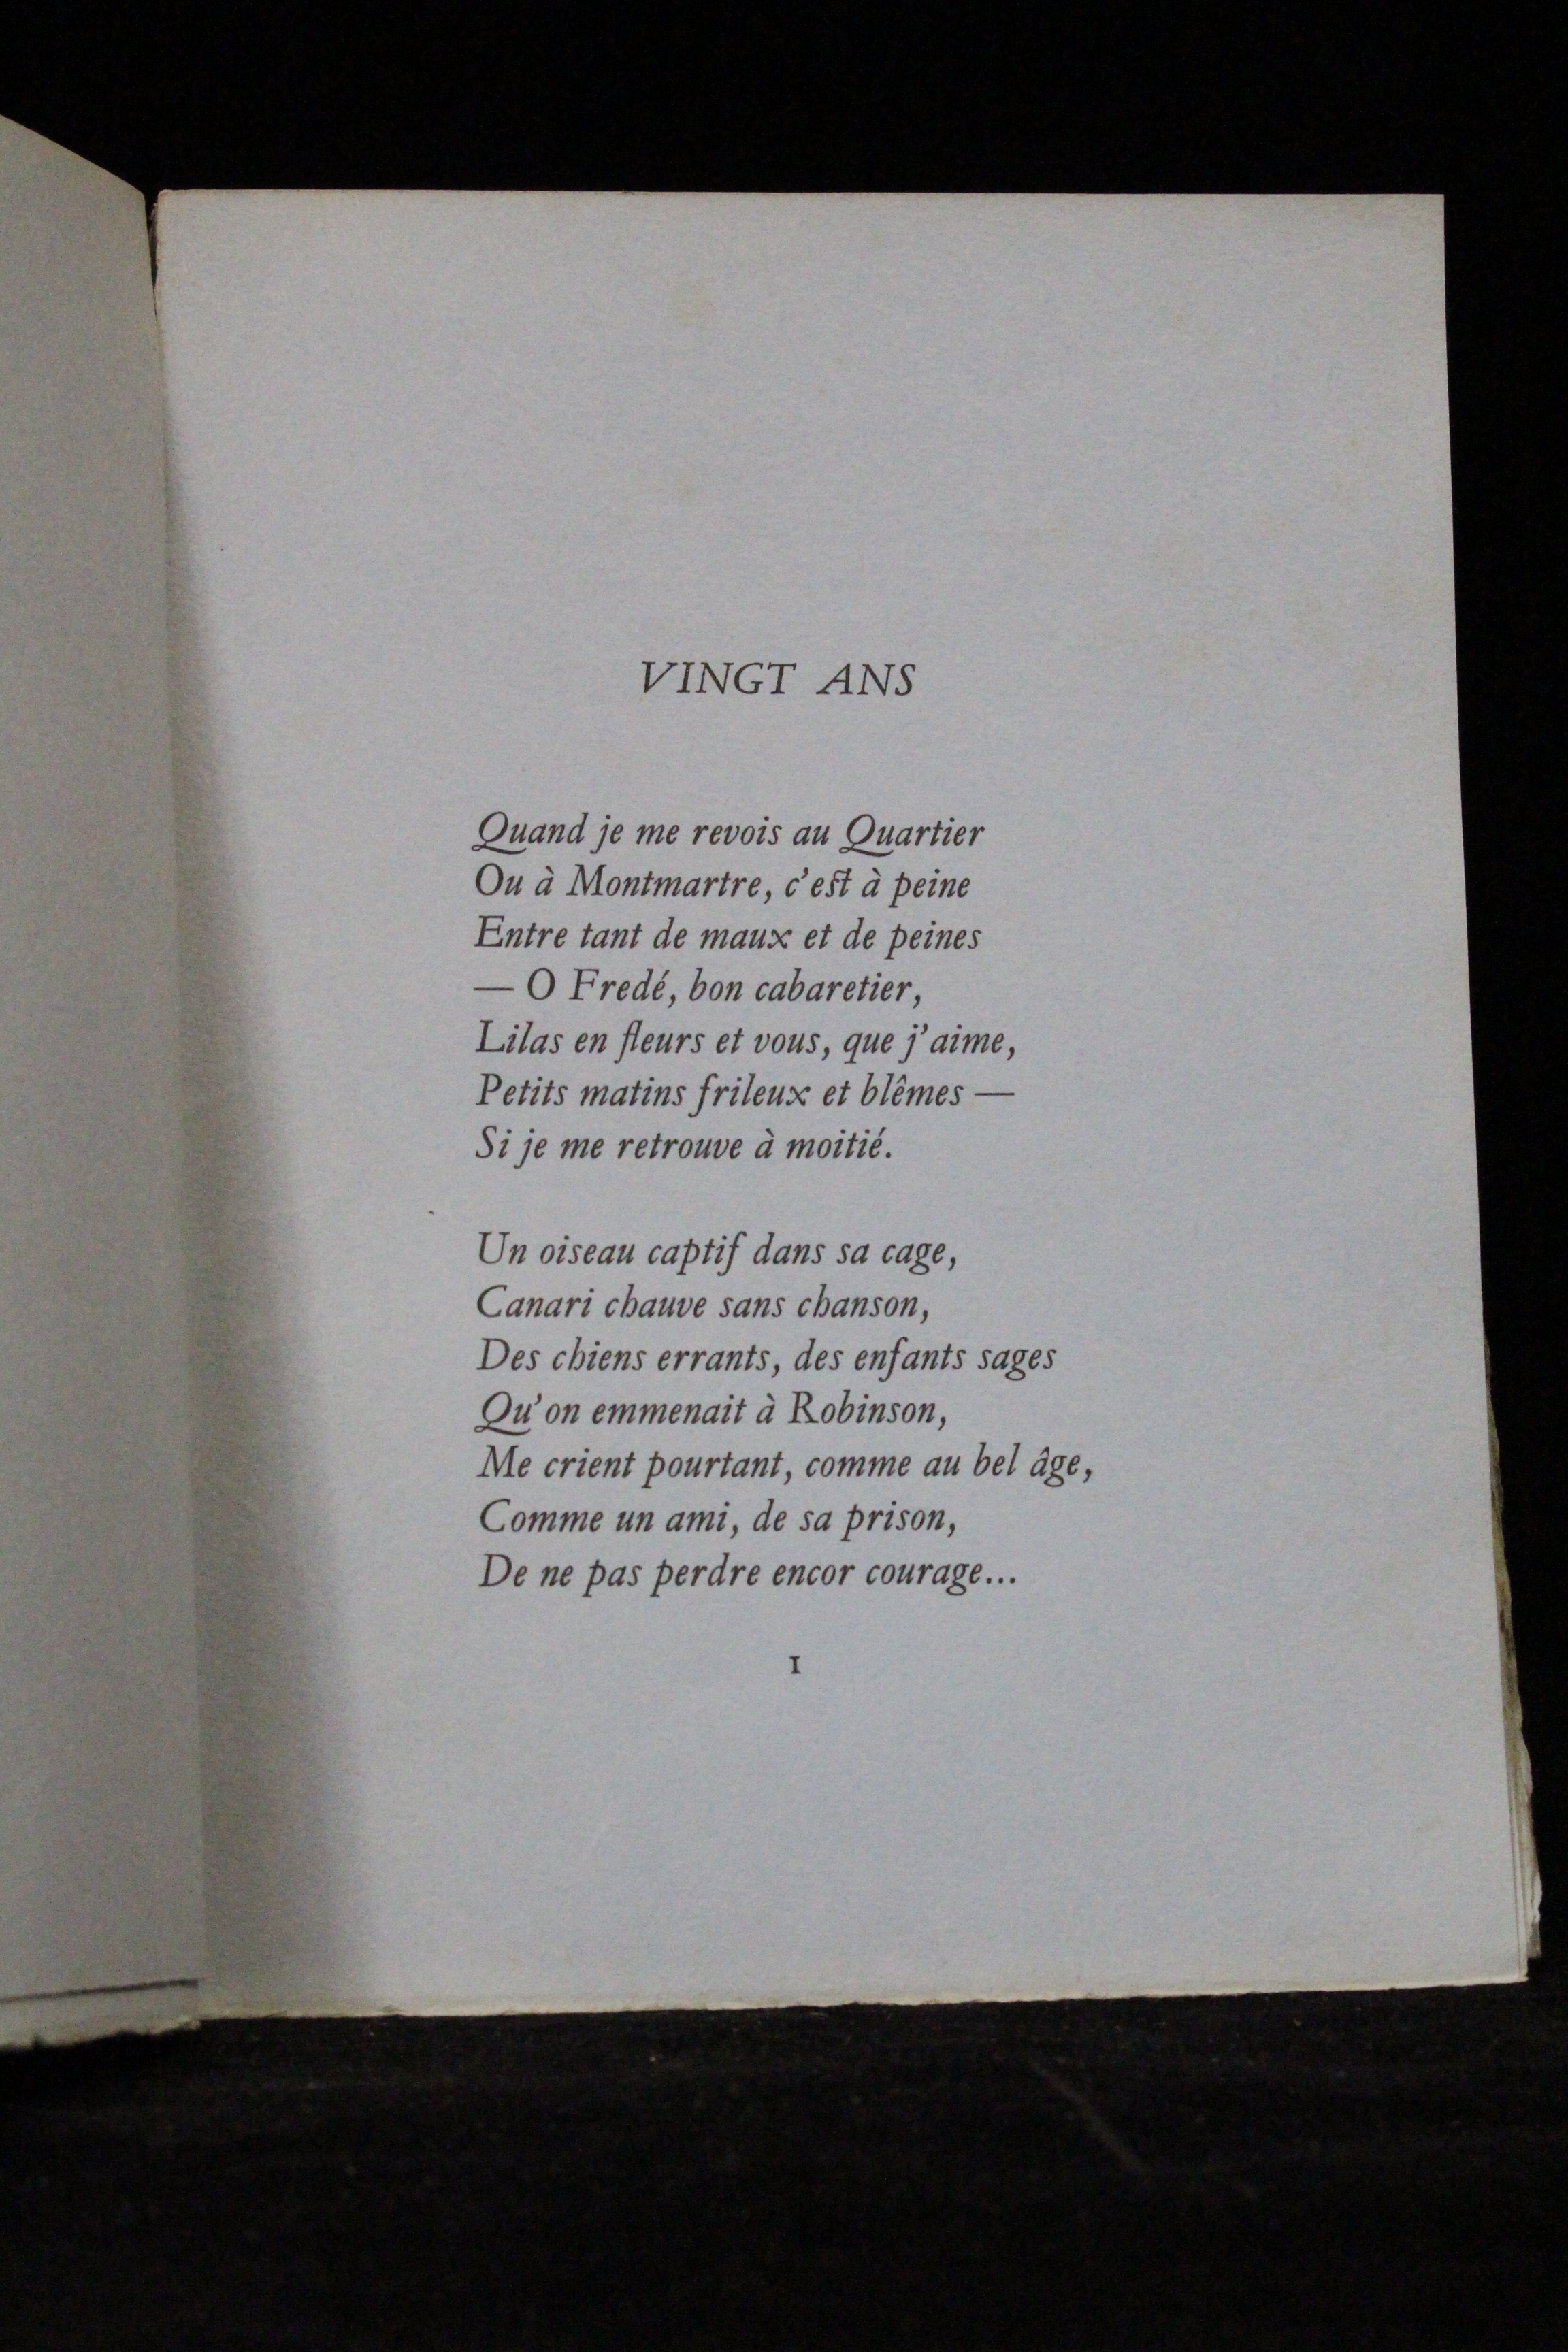 VINGT ANS
Quand je me revois au Quartier
Ou à Montmartre, c'est à peine
Entre tant de maux et de peines
— O Fredé, bon cabaretier,
Lilas en fleurs et vous, que j'aime,
Petits matins frileux et blêmes —
Si je me retrouve à moitié.
Un oiseau captif dans sa cage,
Canari chauve sans chanson,
Des chiens errants, des enfants sages
Qu'on emmenait à Robinson,
Me crient pourtant, comme au bel âge,
Comme un ami, de sa prison,
De ne pas perdre encor courage...
I